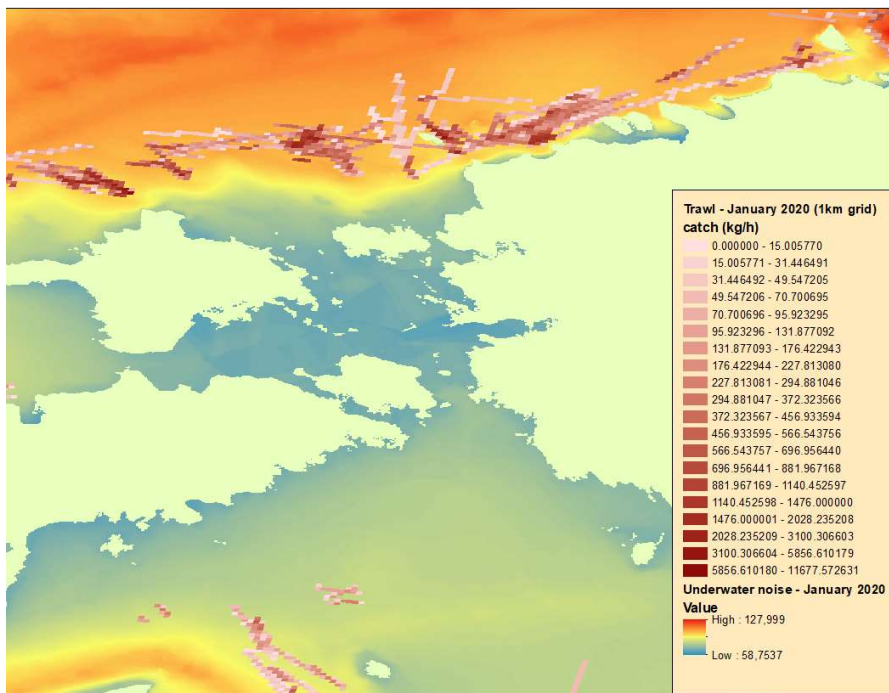 Trawl - January 2020 (1km grid)
catch (kg/h)
0.000000 - 15.005770
15.005771 - 31.446491
31.446492 - 49.547205
49.547206 - 70.700695
70.700696 - 95.923295
95.923296 - 131.877092
131.877093 - 176.422943
176.422944 - 227.813080
227.813081 - 294.881046
294.881047 - 372.323566
372.323567 - 456.933594
456.933595 - 566.543756
566.543757 - 696.956440
696.956441 - 881.967168
881.967169 - 1140.452597
1140.452598 - 1476.000000
1476.000001 - 2028.235208
2028.235209 - 3100.306603
3100.306604 - 5856.610179
5856.610180 - 11677.572631
Underwater noise - January 2020
Value
High : 127,999
Low : 58,7537